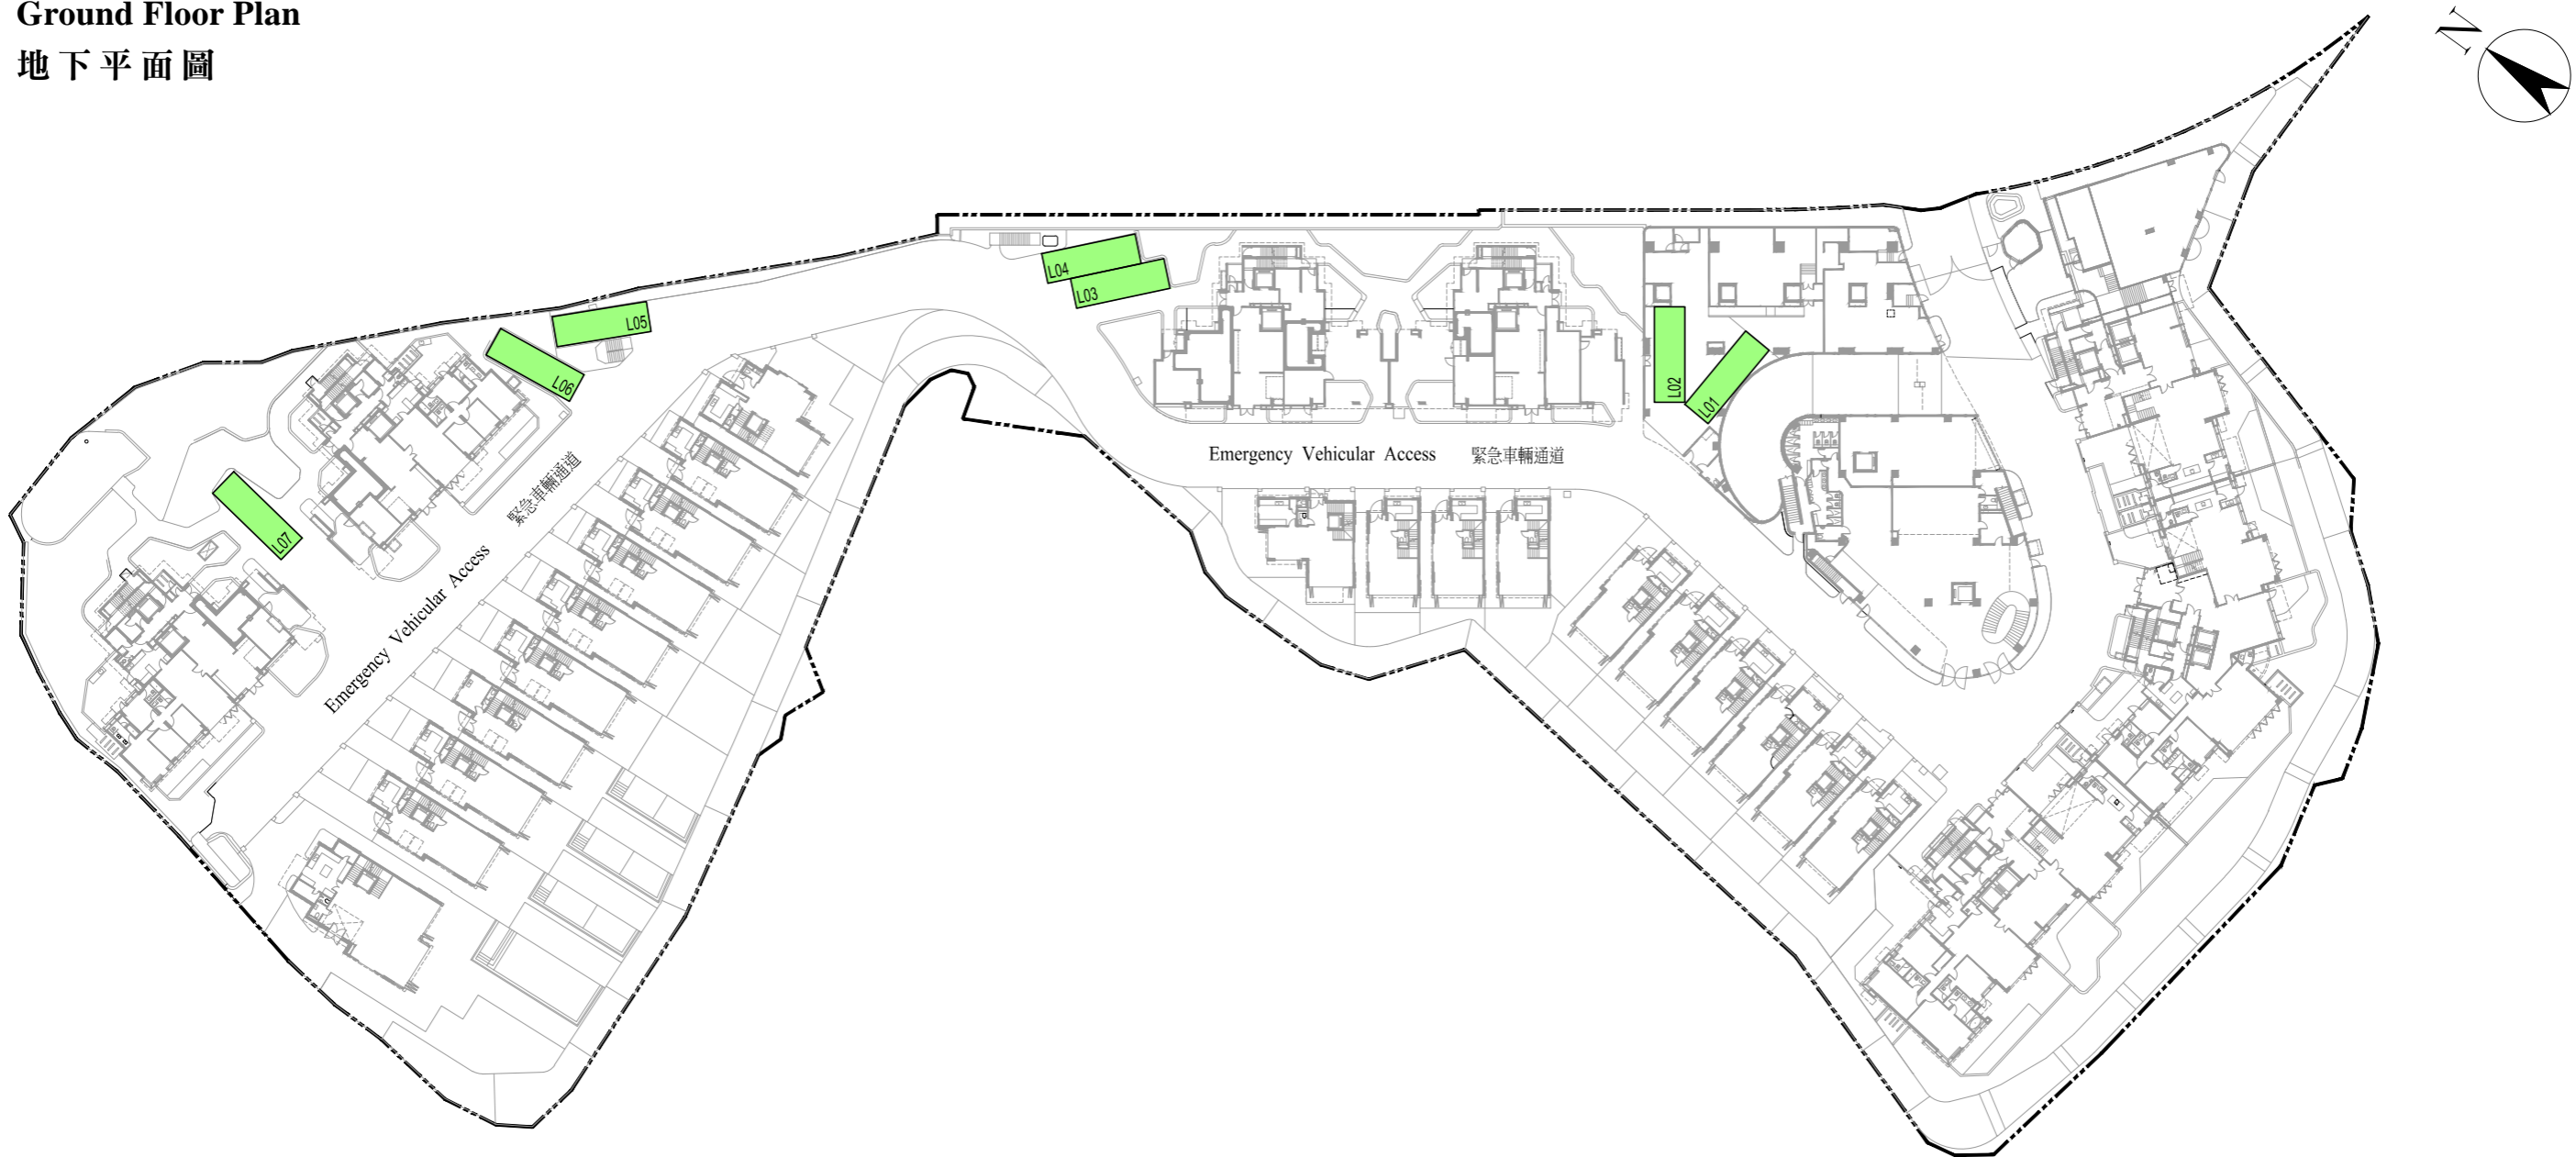 Ground Floor Plan
地下平面圖
N
L04
L03
L05
L06
L02
L01
Emergency Vehicular Access 緊急車輛通道
L07
緊急車輛通道
Emergency Vehicular Access